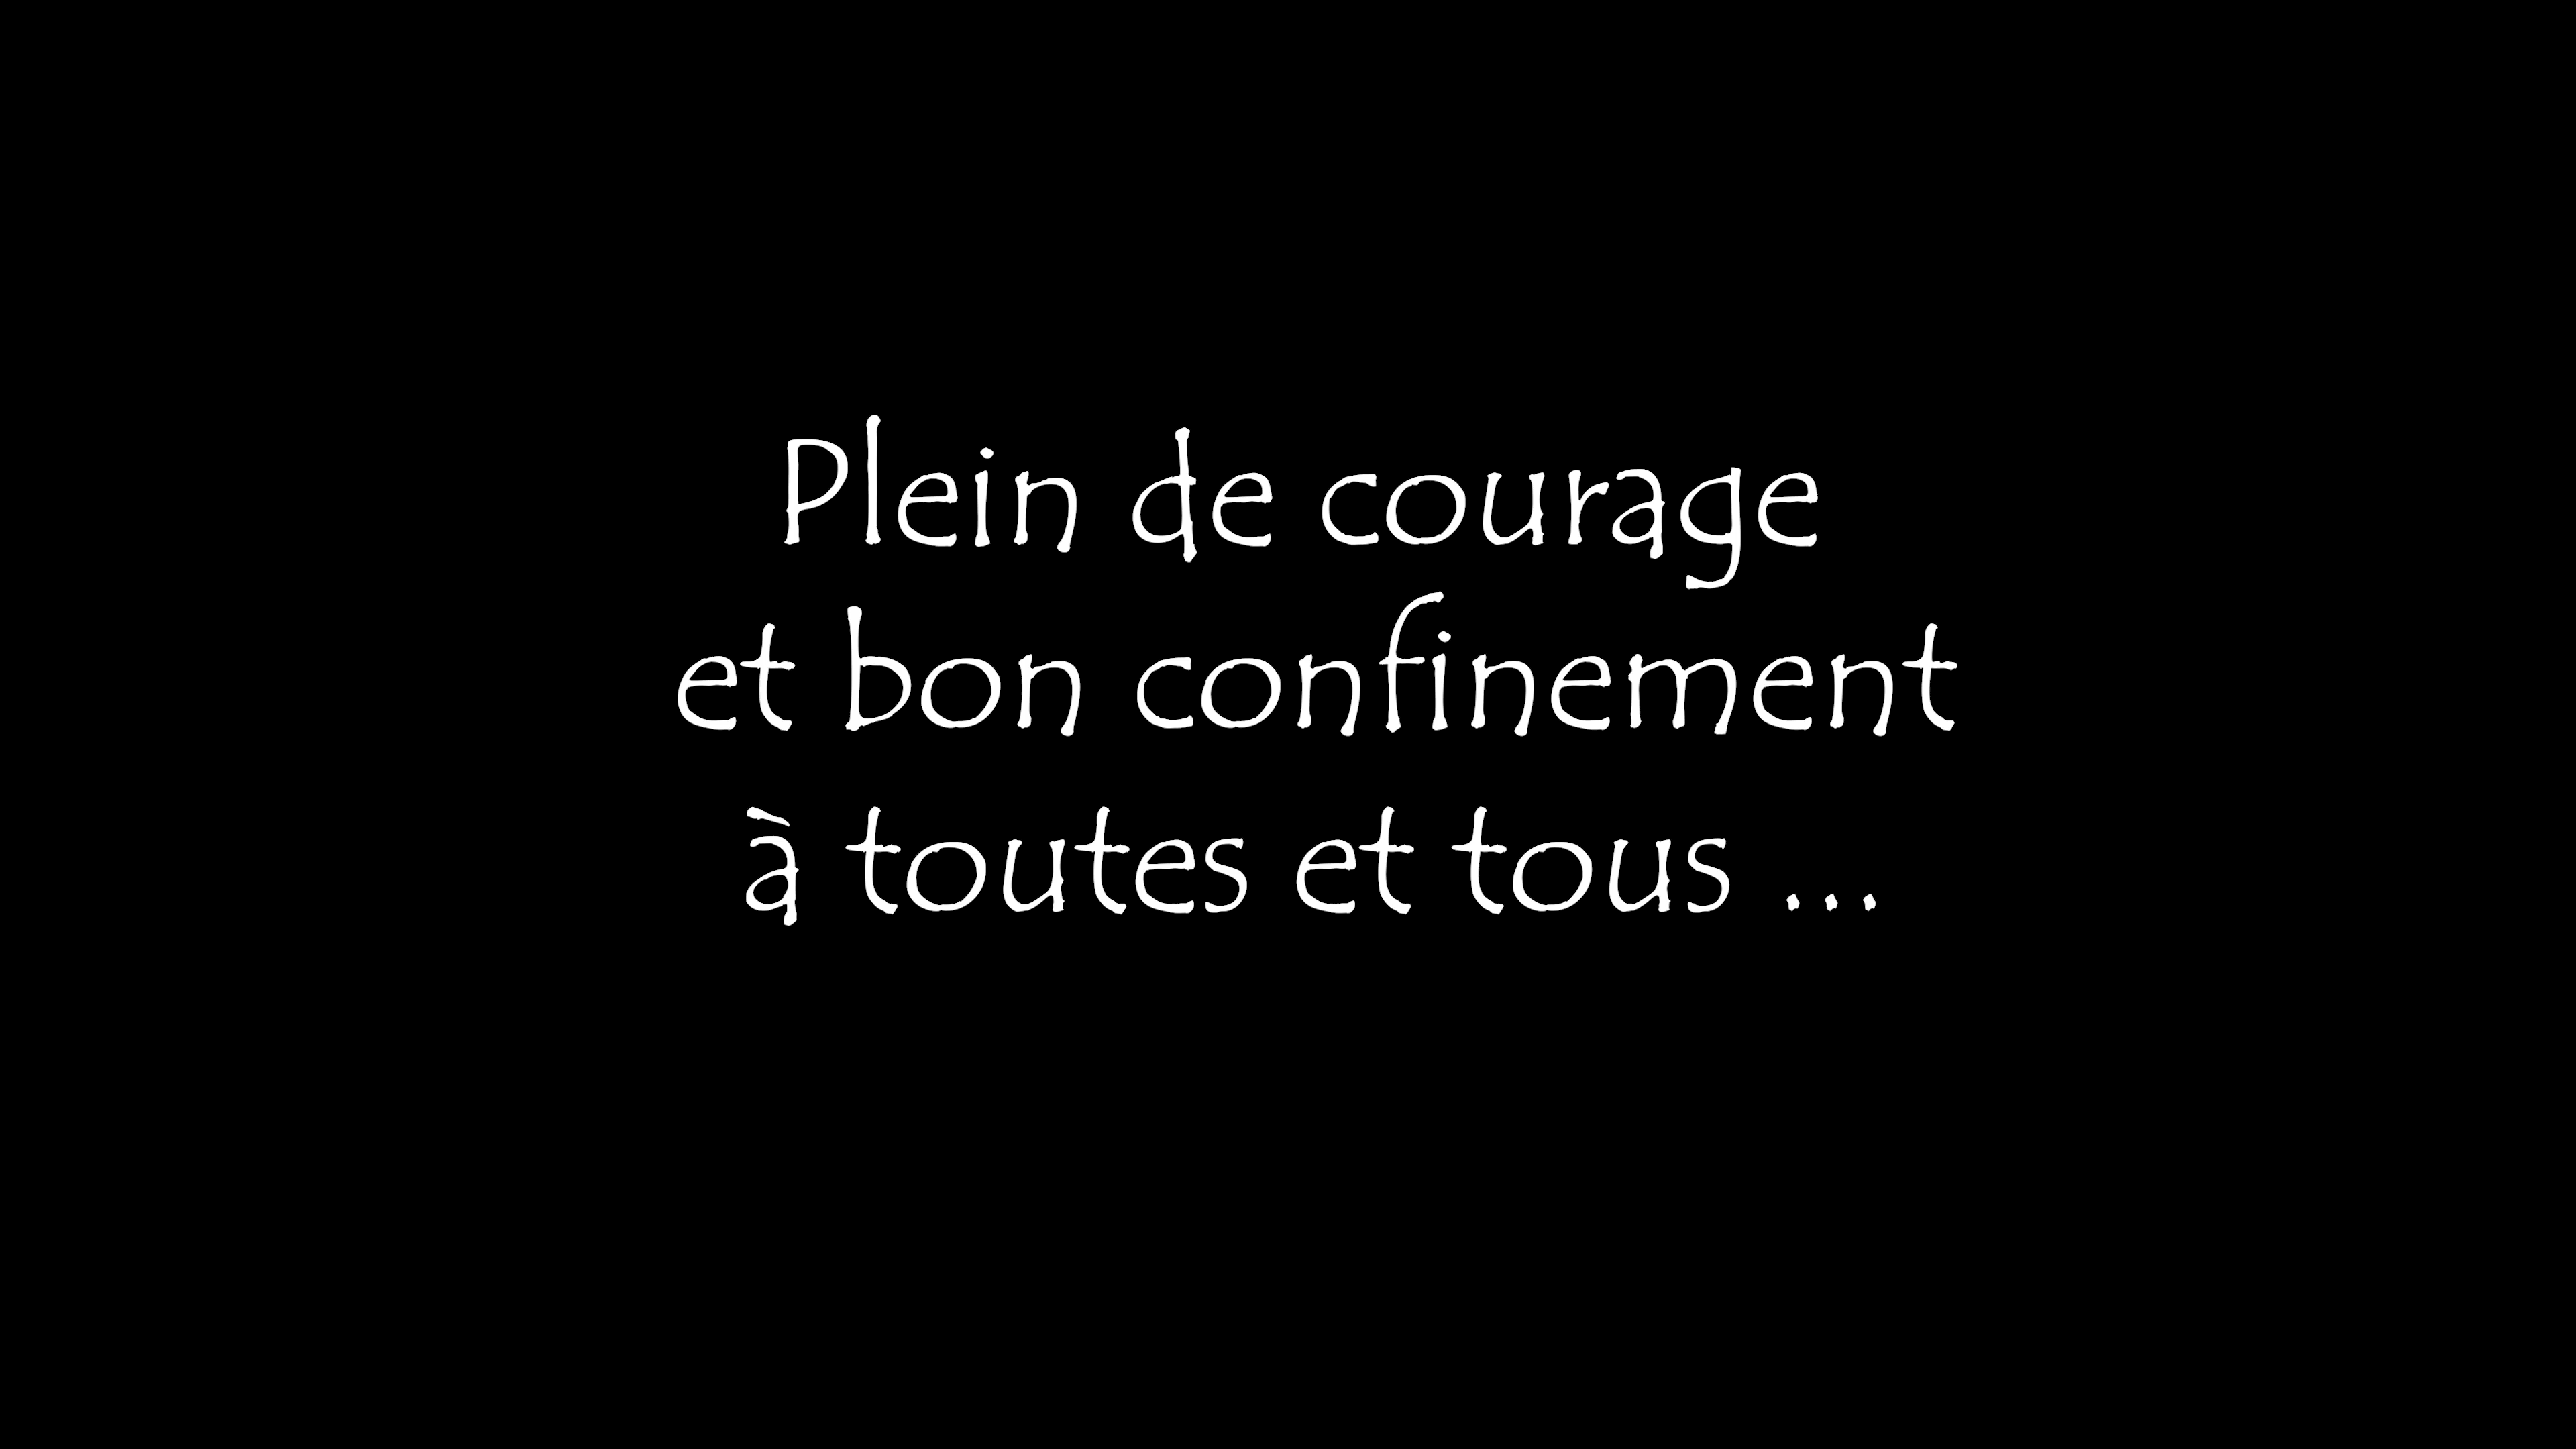 Plein de courage
et bon confinement
à toutes et tous ...